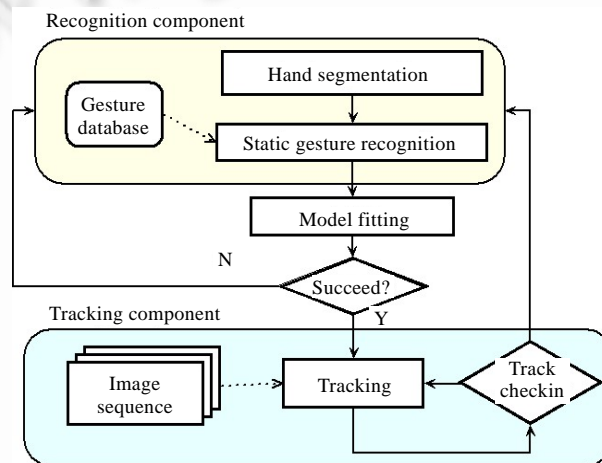 Recognition component
Hand segmentation
Gesture
database
Static gesture recognition
Model fitting
N
Succeed?
Y
Tracking component
Image
sequence
Tracking
Track
checkin